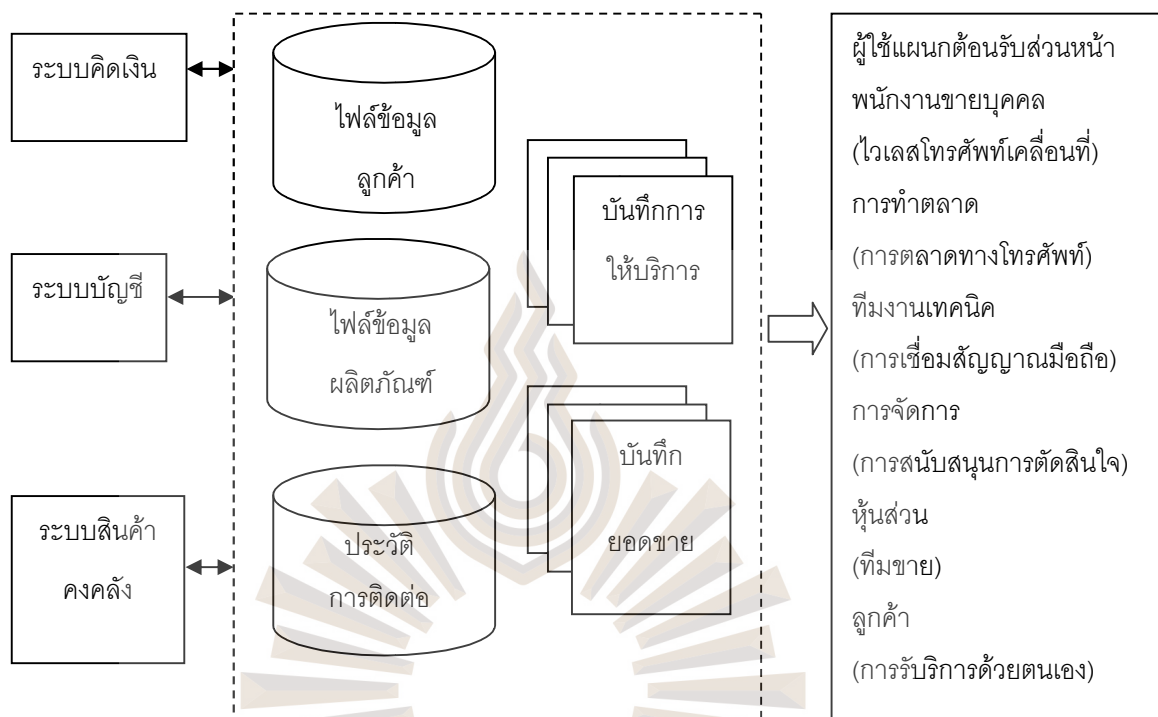 ระบบคิดเงิน
ระบบบัญชี
ระบบสินค้า
คงคลัง
ไฟล์ข้อมูล
ลูกค้า
ไฟล์ข้อมูล
ผลิตภัณฑ์
ประวัติ
การติดต่อ
บันทึกการ
ให้บริการ
บันทึก
ยอดขาย
ผู้ใช้แผนกต้อนรับส่วนหน้า
พนักงานขายบุคคล
(ไวเลสโทรศัพท์เคลื่อนที่)
การทำตลาด
(การตลาดทางโทรศัพท์)
ทีมงานเทคนิค
(การเชื่อมสัญญาณมือถือ)
การจัดการ
(การสนับสนุนการตัดสินใจ)
หุ้นส่วน
(ทีมขาย)
ลูกค้า
(การรับริการด้วยตนเอง)